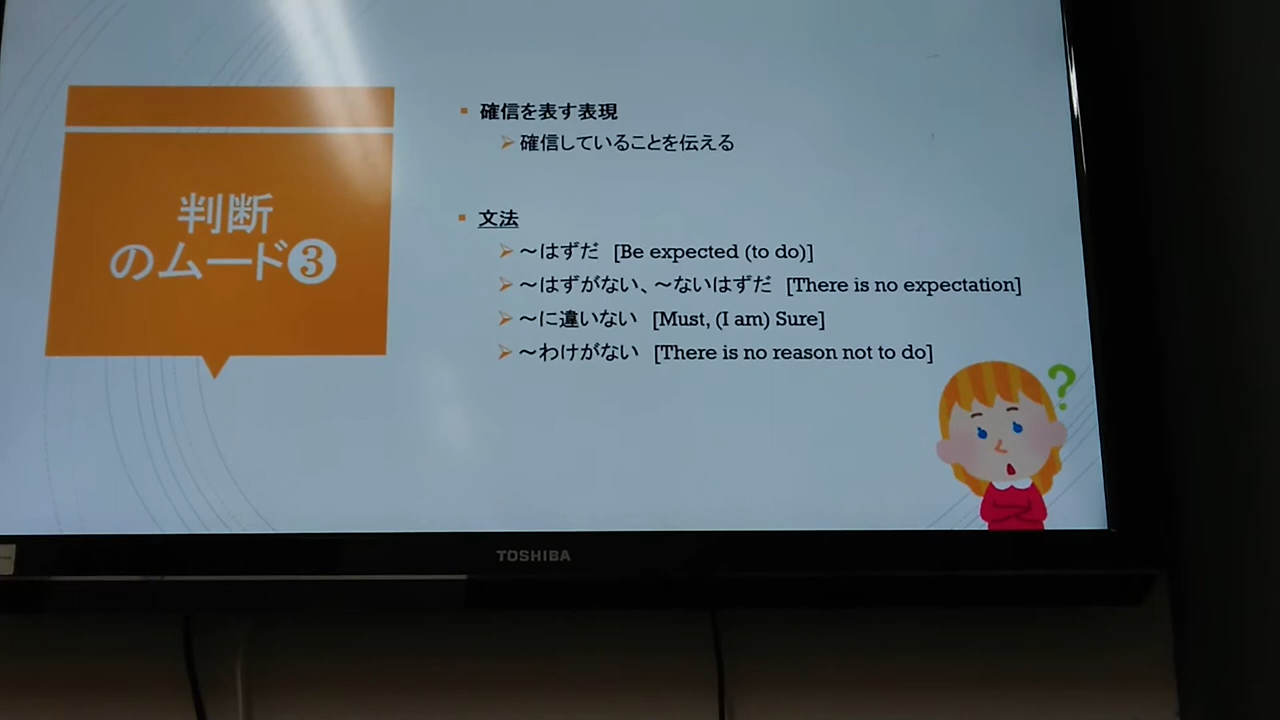 判断
のムード❸
確信を表す表現
確信していることを伝える
文法
～はずだ [Be expected (to do)]
～はずがない、～ないはずだ [There is no expectation]
～に違いない [Must, (I am) Sure]
～わけがない [There is no reason not to do]
?
TOSHIBA